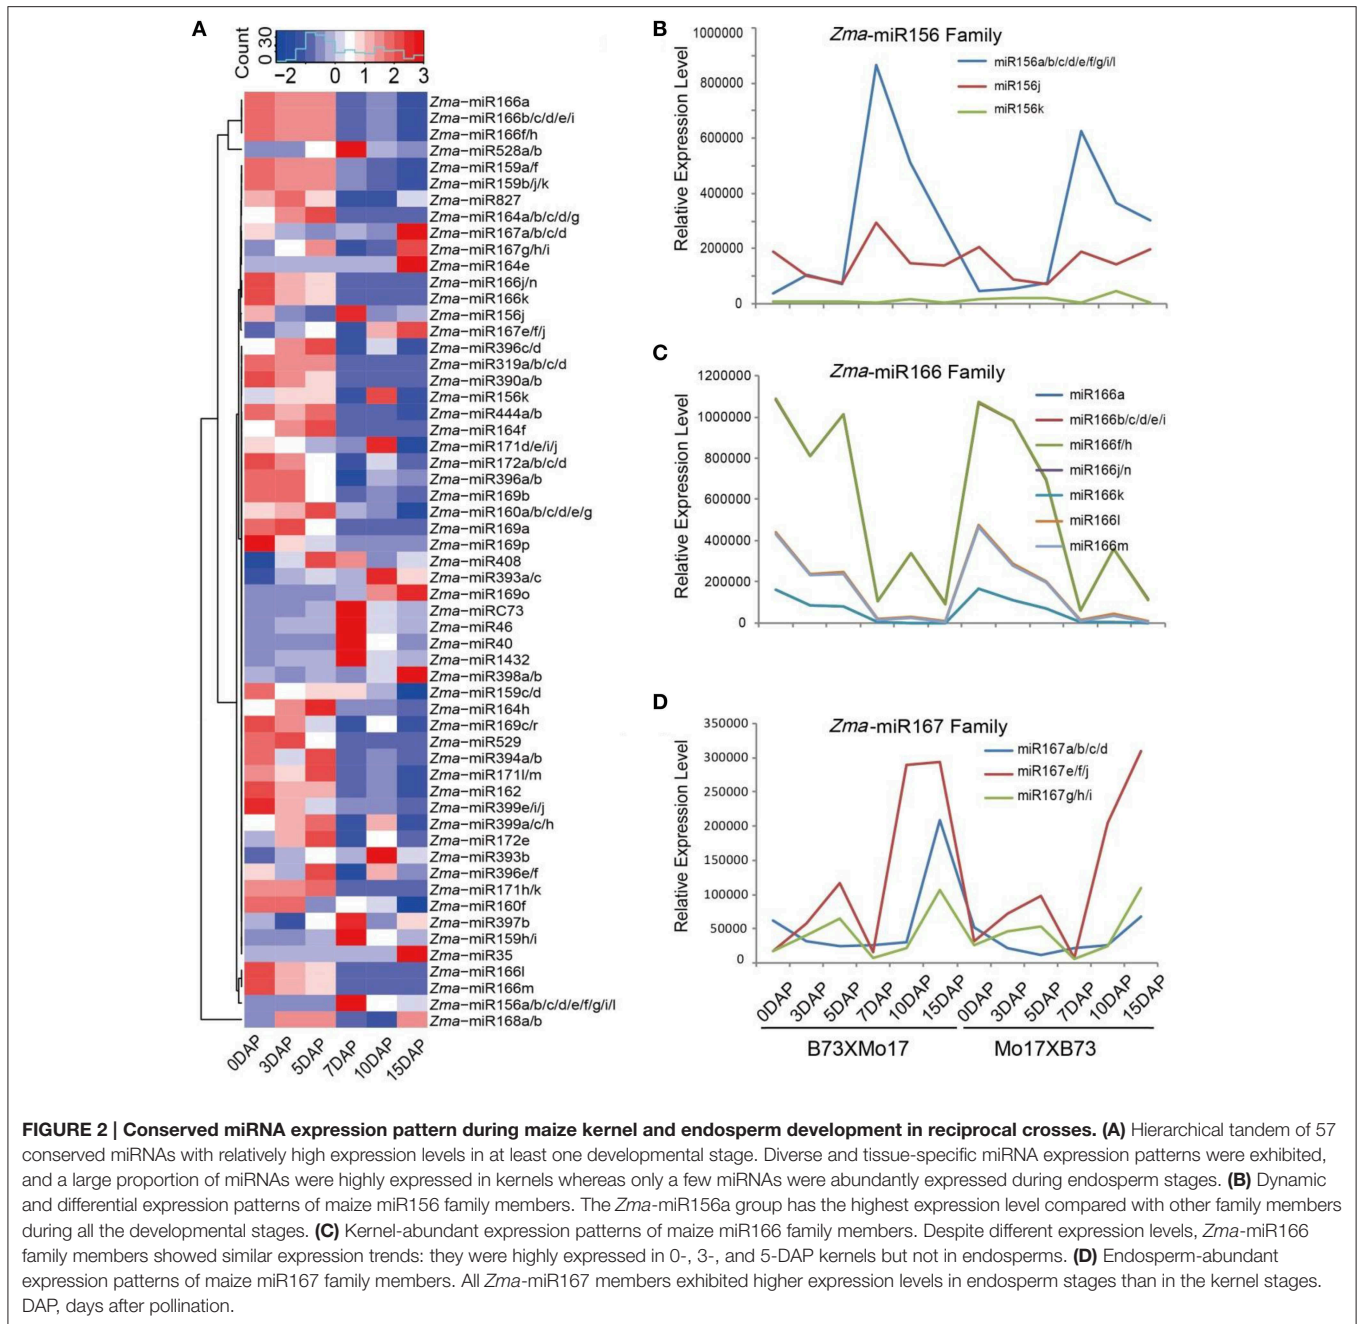 A
Count
0 30
−2 0 1 2 3
Zma−miR166a
Zma−miR166b/c/d/e/i
Zma−miR166f/h
Zma−miR528a/b
Zma−miR159a/f
Zma−miR159b/j/k
Zma−miR827
Zma−miR164a/b/c/d/g
Zma−miR167a/b/c/d
Zma−miR167g/h/i
Zma−miR164e
Zma−miR166j/n
Zma−miR166k
Zma−miR156j
Zma−miR167e/f/j
Zma−miR396c/d
Zma−miR319a/b/c/d
Zma−miR390a/b
Zma−miR156k
Zma−miR444a/b
Zma−miR164f
Zma−miR171d/e/i/j
Zma−miR172a/b/c/d
Zma−miR396a/b
Zma−miR169b
Zma−miR160a/b/c/d/e/g
Zma−miR169a
Zma−miR169p
Zma−miR408
Zma−miR393a/c
Zma−miR169o
Zma−miRC73
Zma−miR46
Zma−miR40
Zma−miR1432
Zma−miR398a/b
Zma−miR159c/d
Zma−miR164h
Zma−miR169c/r
Zma−miR529
Zma−miR394a/b
Zma−miR171l/m
Zma−miR162
Zma−miR399e/i/j
Zma−miR399a/c/h
Zma−miR172e
Zma−miR393b
Zma−miR396e/f
Zma−miR171h/k
Zma−miR160f
Zma−miR397b
Zma−miR159h/i
Zma−miR35
Zma−miR166l
Zma−miR166m
Zma−miR156a/b/c/d/e/f/g/i/l
Zma−miR168a/b
0DAP 3DAP 5DAP 7DAP 10DAP 15DAP
B
Zma-miR156 Family
Relative Expression Level
1000000
800000
600000
400000
200000
0
miR156a/b/c/d/e/f/g/i/l
miR156j
miR156k
C
Zma-miR166 Family
Relative Expression Level
1200000
1000000
800000
600000
400000
200000
0
miR166a
miR166b/c/d/e/i
miR166f/h
miR166j/n
miR166k
miR166l
miR166m
D
Zma-miR167 Family
Relative Expression Level
350000
300000
250000
200000
150000
100000
50000
0
miR167a/b/c/d
miR167e/f/j
miR167g/h/i
0DAP 3DAP 5DAP 7DAP 10DAP 15DAP 0DAP 3DAP 5DAP 7DAP 10DAP 15DAP
B73XMo17 Mo17XB73
FIGURE 2 | Conserved miRNA expression pattern during maize kernel and endosperm development in reciprocal crosses. (A) Hierarchical tandem of 57
conserved miRNAs with relatively high expression levels in at least one developmental stage. Diverse and tissue-specific miRNA expression patterns were exhibited,
and a large proportion of miRNAs were highly expressed in kernels whereas only a few miRNAs were abundantly expressed during endosperm stages. (B) Dynamic
and differential expression patterns of maize miR156 family members. The Zma-miR156a group has the highest expression level compared with other family members
during all the developmental stages. (C) Kernel-abundant expression patterns of maize miR166 family members. Despite different expression levels, Zma-miR166
family members showed similar expression trends: they were highly expressed in 0-, 3-, and 5-DAP kernels but not in endosperms. (D) Endosperm-abundant
expression patterns of maize miR167 family members. All Zma-miR167 members exhibited higher expression levels in endosperm stages than in the kernel stages.
DAP, days after pollination.